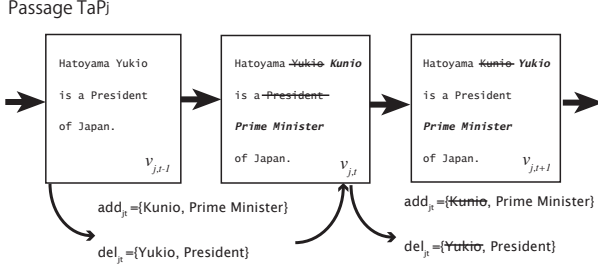 Passage TaPj
Hatoyama Yukio
is a President
of Japan.
vj,t-1
Hatoyama Yukio Kunio
is a President
Prime Minister
of Japan.
vj,t
Hatoyama Kunio Yukio
is a President
Prime Minister
of Japan.
vj,t+1
addjt={Kunio, Prime Minister}
deljt={Yukio, President}
addjt={Kunio, Prime Minister}
deljt={Yukio, President}